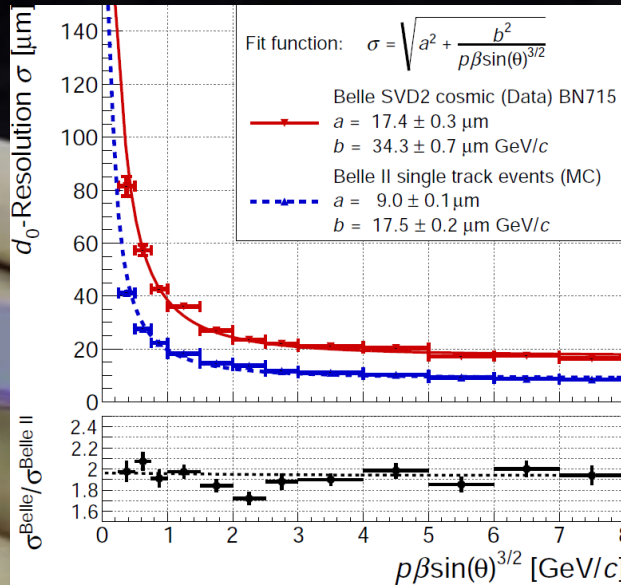 140
120
100
80
60
40
20
0
d₀-Resolution σ [μm]
Fit function: σ = √a² + b² / pβsin(θ)^3/2
Belle SVD2 cosmic (Data) BN715
a = 17.4 ± 0.3 μm
b = 34.3 ± 0.7 μm GeV/c
Belle II single track events (MC)
a = 9.0 ± 0.1 μm
b = 17.5 ± 0.2 μm GeV/c
2.4
2.2
2
1.8
1.6
σ^Belle/σ^Belle II
0 1 2 3 4 5 6 7 8
pβsin(θ)^3/2 [GeV/c]